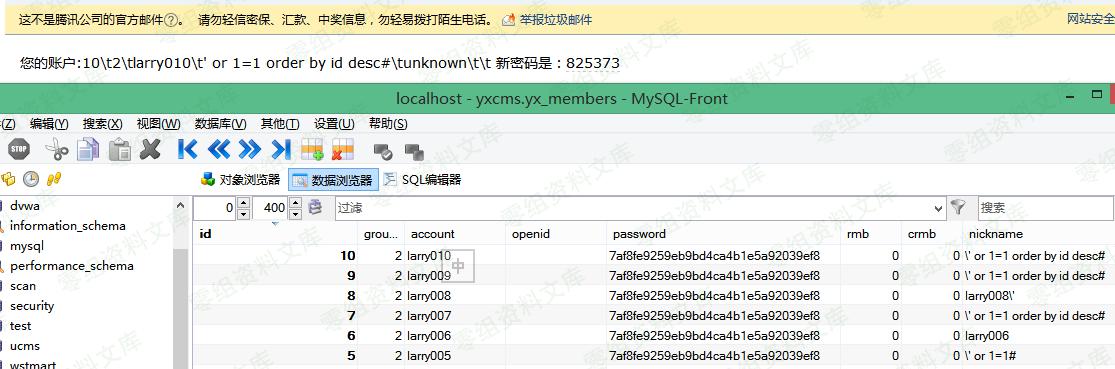 这不是腾讯公司的官方邮件?。 请勿轻信密保、汇款、中奖信息，勿轻易拨打陌生电话。 举报垃圾邮件 网站安全
您的账户:10\t2\tlarry010\t' or 1=1 order by id desc#\tunknown\t\t 新密码是：825373
localhost - yxcms.yx_members - MySQL-Front
(Z) 编辑(Y) 搜索(X) 视图(W) 数据库(V) 其他(T) 设置(U) 帮助(S)
STOP
对象浏览器 数据浏览器 SQL编辑器
dvwa
information_schema
mysql
performance_schema
scan
security
test
ucms
wstmart
0 400 过滤 搜索
id grou... account openid password rmb crmb nickname
10 2 larry010 7af8fe9259eb9bd4ca4b1e5a92039ef8 0 0 \' or 1=1 order by id desc#
中
9 2 larry009 7af8fe9259eb9bd4ca4b1e5a92039ef8 0 0 \' or 1=1 order by id desc#
8 2 larry008 7af8fe9259eb9bd4ca4b1e5a92039ef8 0 0 larry008\'
7 2 larry007 7af8fe9259eb9bd4ca4b1e5a92039ef8 0 0 \' or 1=1 order by id desc#
6 2 larry006 7af8fe9259eb9bd4ca4b1e5a92039ef8 0 0 larry006
5 2 larry005 7af8fe9259eb9bd4ca4b1e5a92039ef8 0 0 \' or 1=1#
零组资料文库